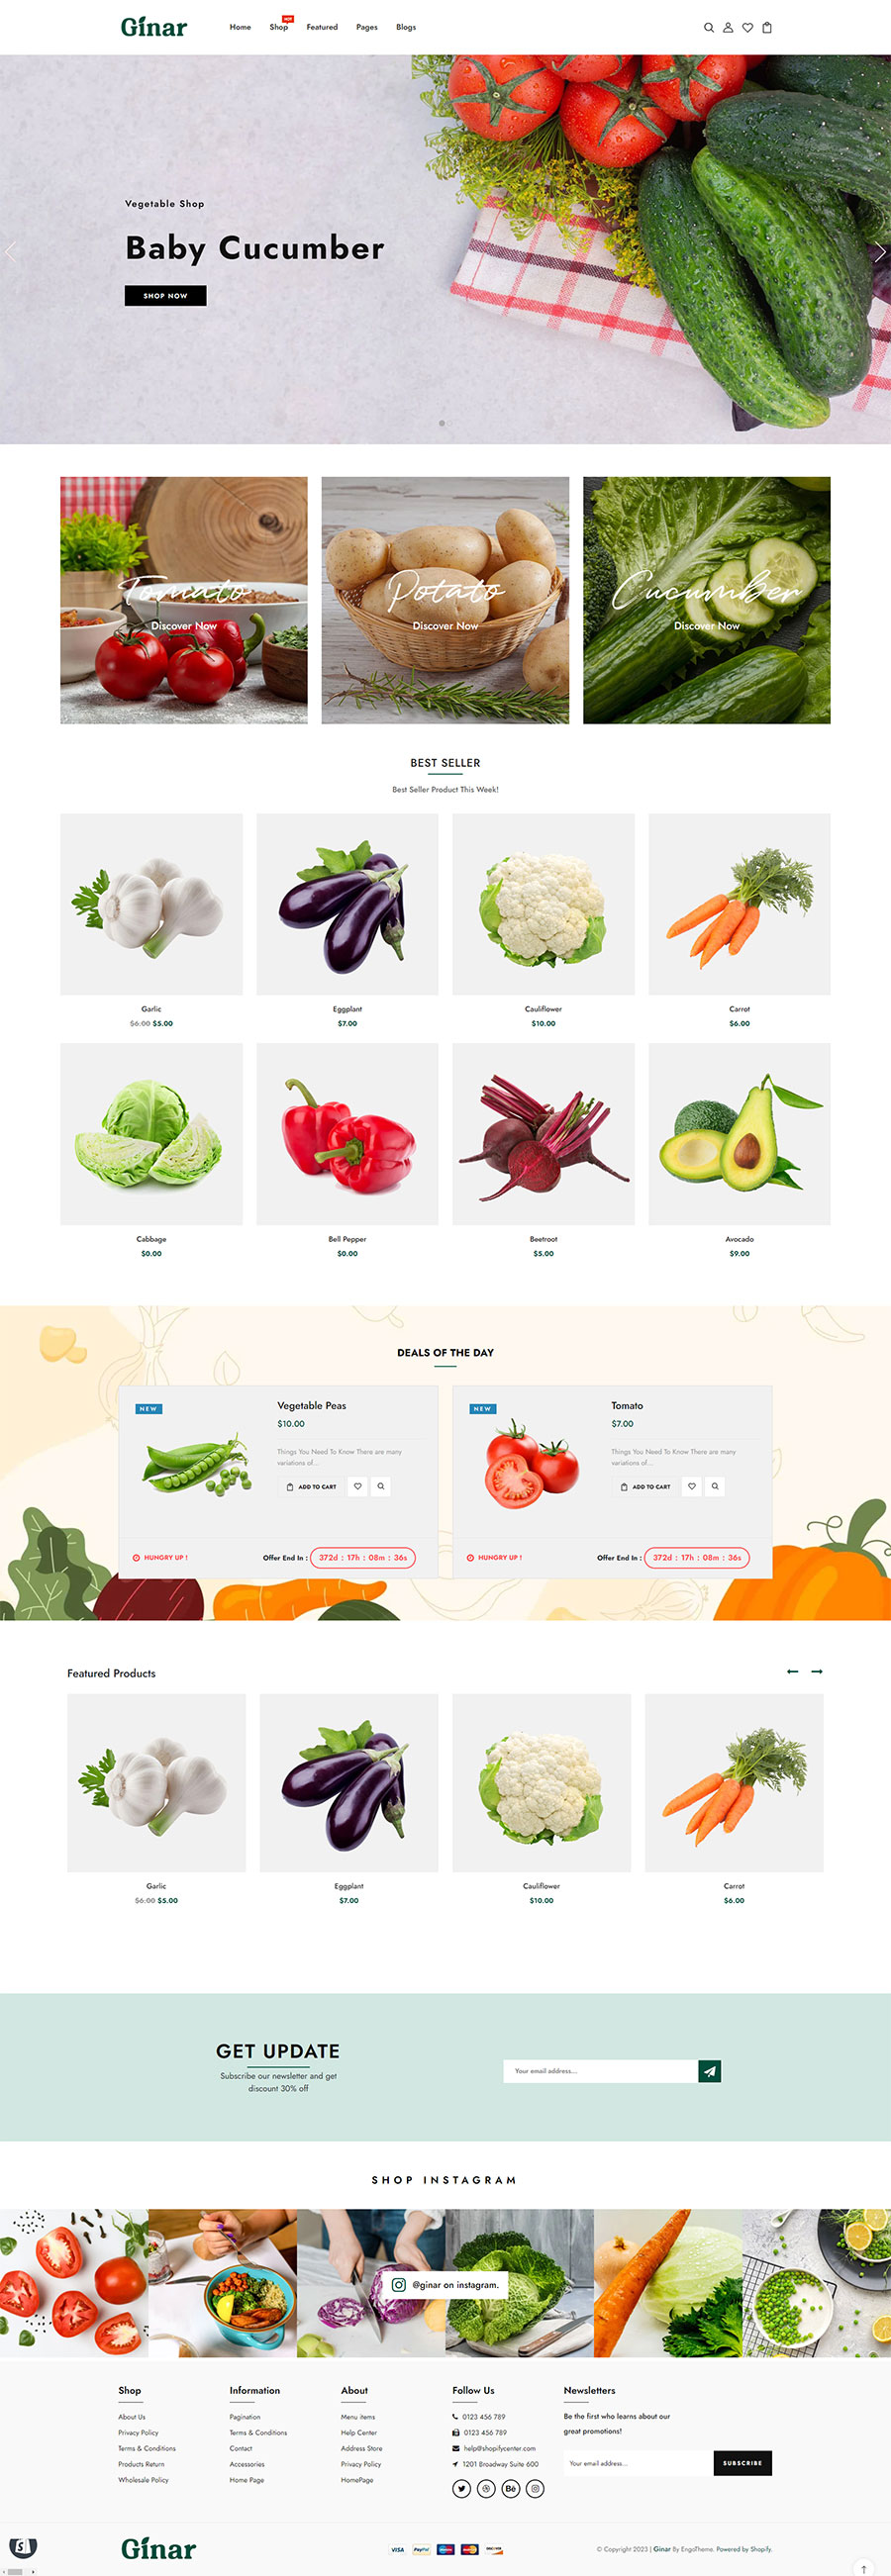 Ginar
Home
Shop
HOT
Featured
Pages
Blogs
Vegetable Shop
Baby Cucumber
SHOP NOW
Tomato
Discover Now
Potato
Discover Now
Cucumber
Discover Now
BEST SELLER
Best Seller Product This Week!
Garlic
$6.00 $5.00
Eggplant
$7.00
Cauliflower
$10.00
Carrot
$6.00
Cabbage
$0.00
Bell Pepper
$0.00
Beetroot
$5.00
Avocado
$9.00
DEALS OF THE DAY
NEW
Vegetable Peas
$10.00
Things You Need To Know There are many
variations of...
ADD TO CART
HUNGRY UP !
Offer End In : 372d : 17h : 08m : 36s
NEW
Tomato
$7.00
Things You Need To Know There are many
variations of...
ADD TO CART
HUNGRY UP !
Offer End In : 372d : 17h : 08m : 36s
Featured Products
Garlic
$6.00 $5.00
Eggplant
$7.00
Cauliflower
$10.00
Carrot
$6.00
GET UPDATE
Subscribe our newsletter and get
discount 30% off
Your email address...
SHOP INSTAGRAM
@ginar on instagram.
Shop
About Us
Privacy Policy
Terms & Conditions
Products Return
Wholesale Policy
Information
Pagination
Terms & Conditions
Contact
Accessories
Home Page
About
Menu items
Help Center
Address Store
Privacy Policy
HomePage
Follow Us
0123 456 789
0123 456 789
help@shopifycenter.com
1201 Broadway Suite 600
Bē
Newsletters
Be the first who learns about our
great promotions!
Your email address...
SUBSCRIBE
Ginar
VISA
PayPal
DISCOVER
© Copyright 2023 | Ginar By EngoTheme. Powered by Shopify.